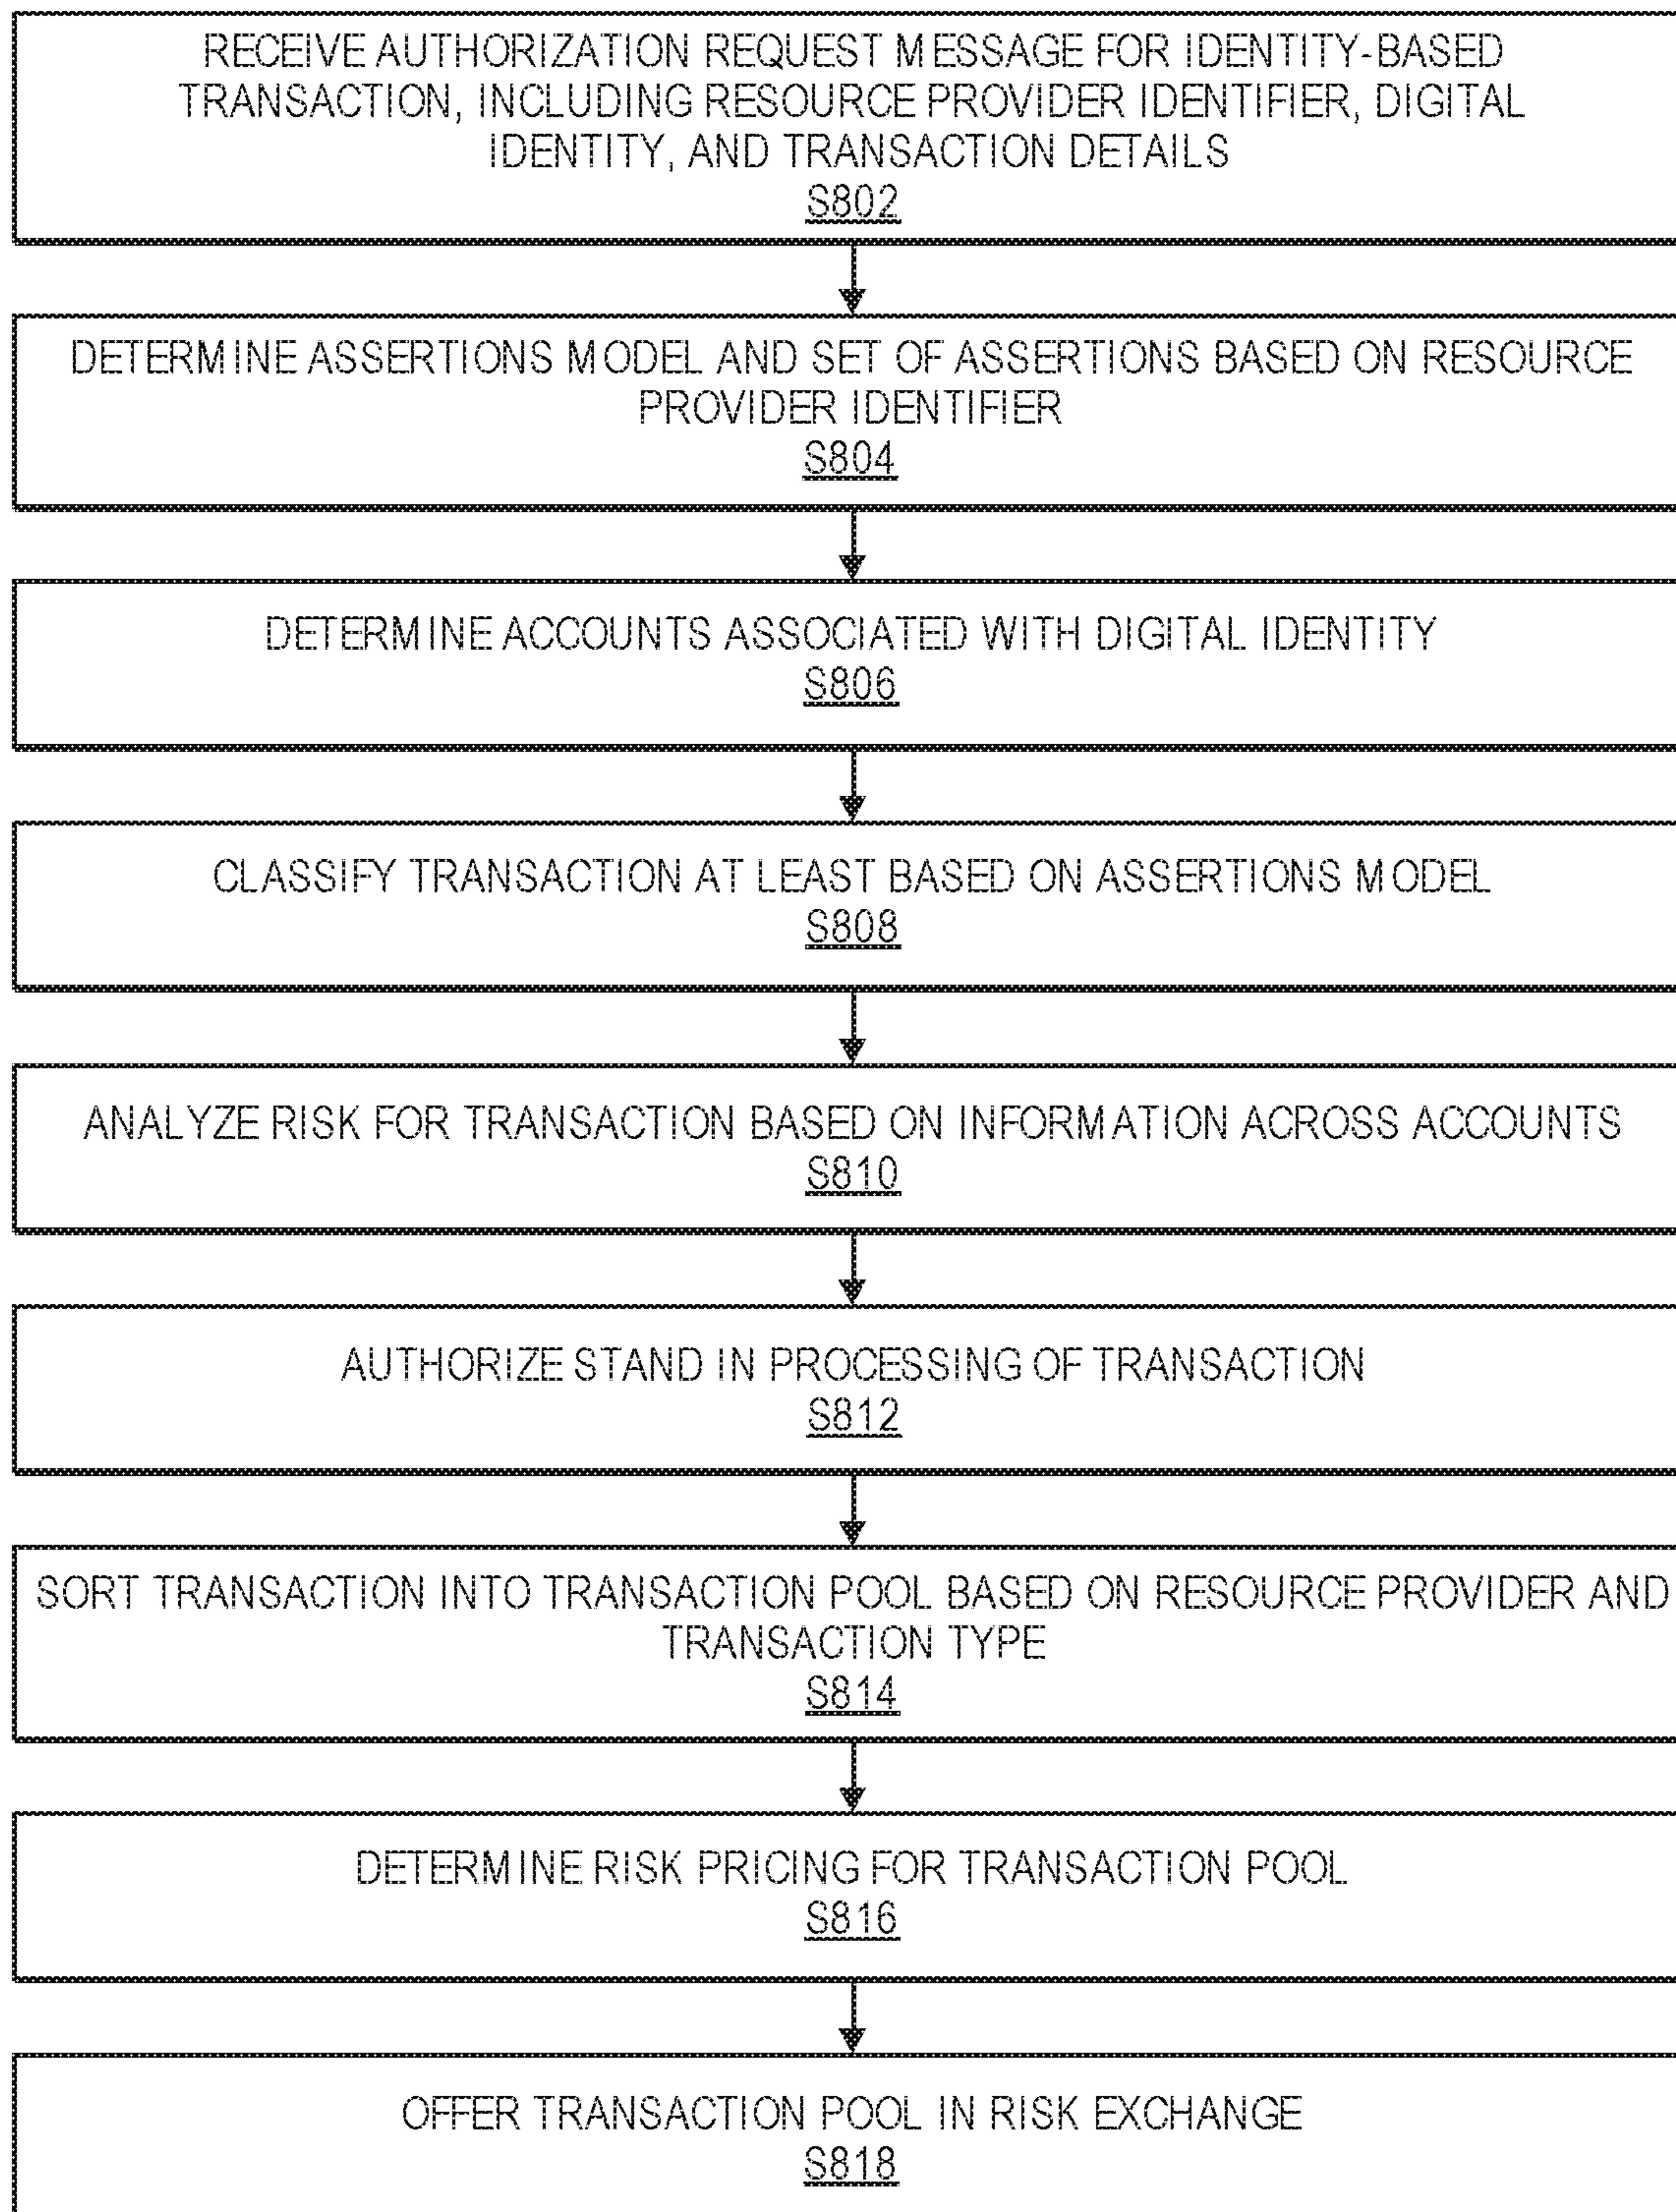 RECEIVE AUTHORIZATION REQUEST MESSAGE FOR IDENTITY-BASED
TRANSACTION, INCLUDING RESOURCE PROVIDER IDENTIFIER, DIGITAL
IDENTITY, AND TRANSACTION DETAILS
S802
DETERMINE ASSERTIONS MODEL AND SET OF ASSERTIONS BASED ON RESOURCE
PROVIDER IDENTIFIER
S804
DETERMINE ACCOUNTS ASSOCIATED WITH DIGITAL IDENTITY
S806
CLASSIFY TRANSACTION AT LEAST BASED ON ASSERTIONS MODEL
S808
ANALYZE RISK FOR TRANSACTION BASED ON INFORMATION ACROSS ACCOUNTS
S810
AUTHORIZE STAND IN PROCESSING OF TRANSACTION
S812
SORT TRANSACTION INTO TRANSACTION POOL BASED ON RESOURCE PROVIDER AND
TRANSACTION TYPE
S814
DETERMINE RISK PRICING FOR TRANSACTION POOL
S816
OFFER TRANSACTION POOL IN RISK EXCHANGE
S818